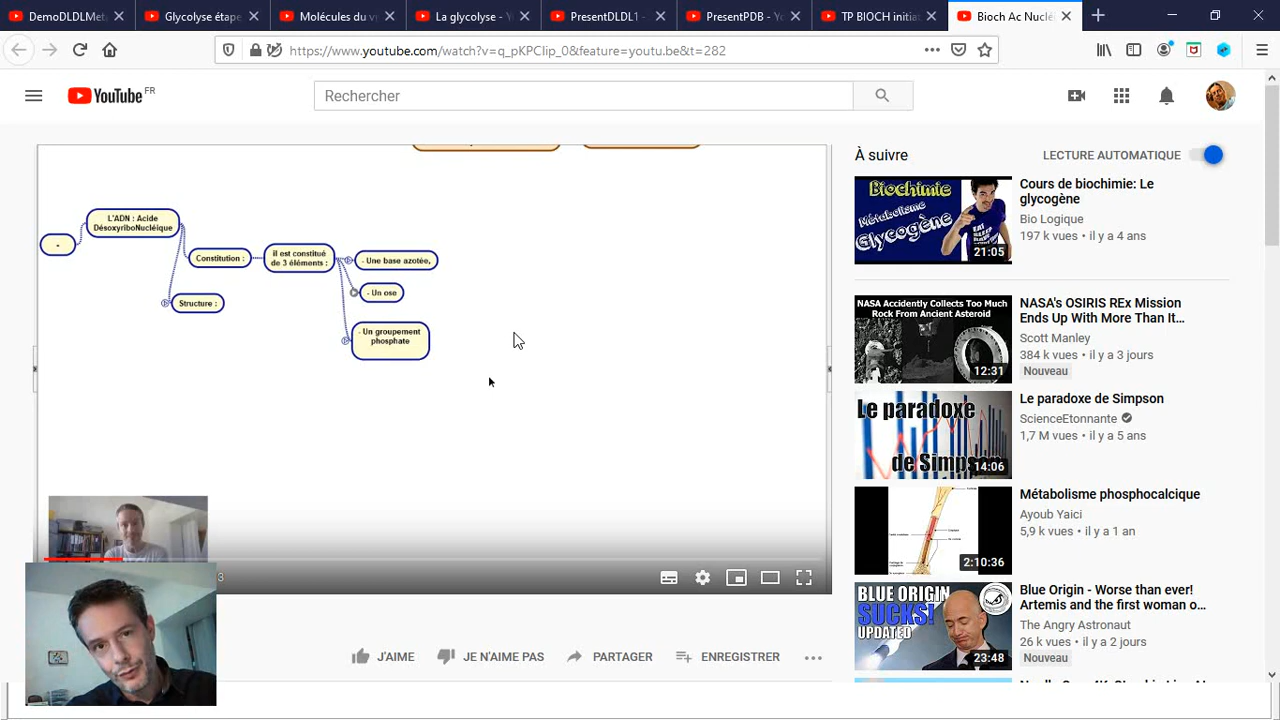 DemoDLDLMeta
Glycolyse étape
La glycolyse - Yo
PresentDLDL1 -
PresentPDB - Yo
TP BIOCH initiat
Bioch Ac Nucléi
https://www.youtube.com/watch?v=q_pKPCIip_0&feature=youtu.be&t=282
YouTube FR
Rechercher
L'ADN : Acide
DésoxyriboNucléique
Constitution :
il est constitué
de 3 éléments :
- Une base azotée,
- Un ose
- Un groupement
phosphate
Structure :
3
J'AIME
JE N'AIME PAS
PARTAGER
ENREGISTRER
À suivre
LECTURE AUTOMATIQUE
Biochimie
Métabolisme
Glycogène
21:05
Cours de biochimie: Le
glycogène
Bio Logique
197 k vues • il y a 4 ans
NASA Accidently Collects Too Much
Rock From Ancient Asteroid
12:31
NASA's OSIRIS REx Mission
Ends Up With More Than It…
Scott Manley
384 k vues • il y a 3 jours
Nouveau
Le paradoxe
de Simpson
14:06
Le paradoxe de Simpson
ScienceEtonnante
1,7 M vues • il y a 5 ans
2:10:36
Métabolisme phosphocalcique
Ayoub Yaici
5,9 k vues • il y a 1 an
BLUE ORIGIN
SUCKS!
UPDATED
23:48
Blue Origin - Worse than ever!
Artemis and the first woman o…
The Angry Astronaut
26 k vues • il y a 2 jours
Nouveau